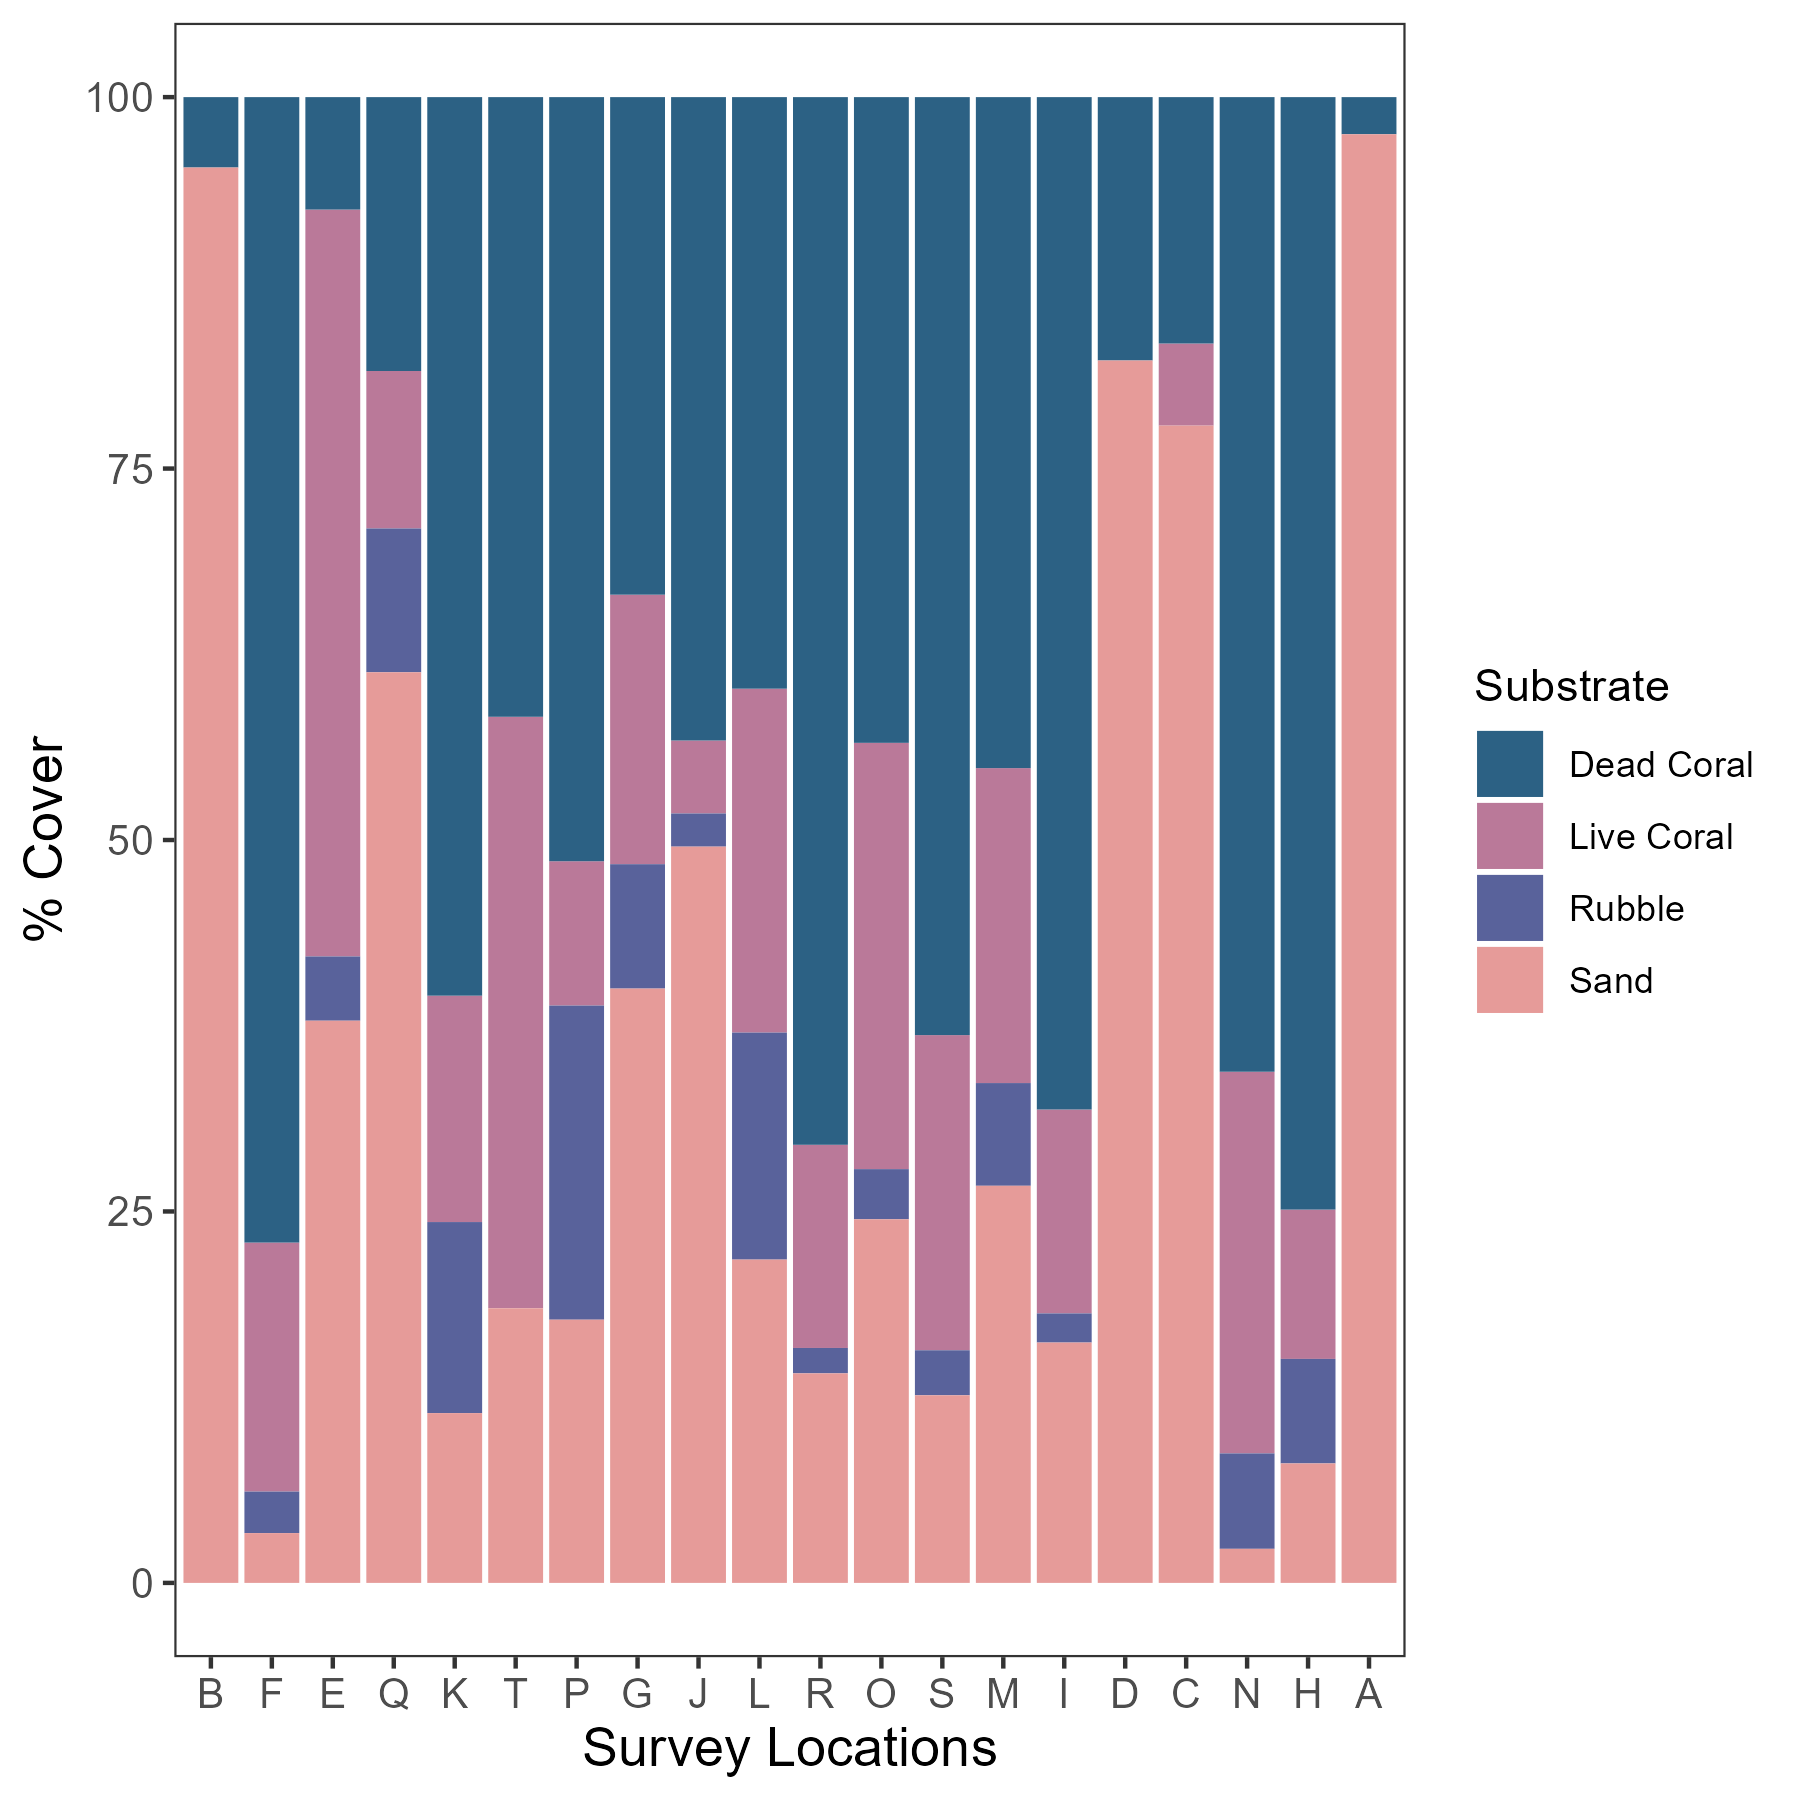 100
75
50
25
0
% Cover
B F E Q K T P G J L R O S M I D C N H A
Survey Locations
Substrate
Dead Coral
Live Coral
Rubble
Sand